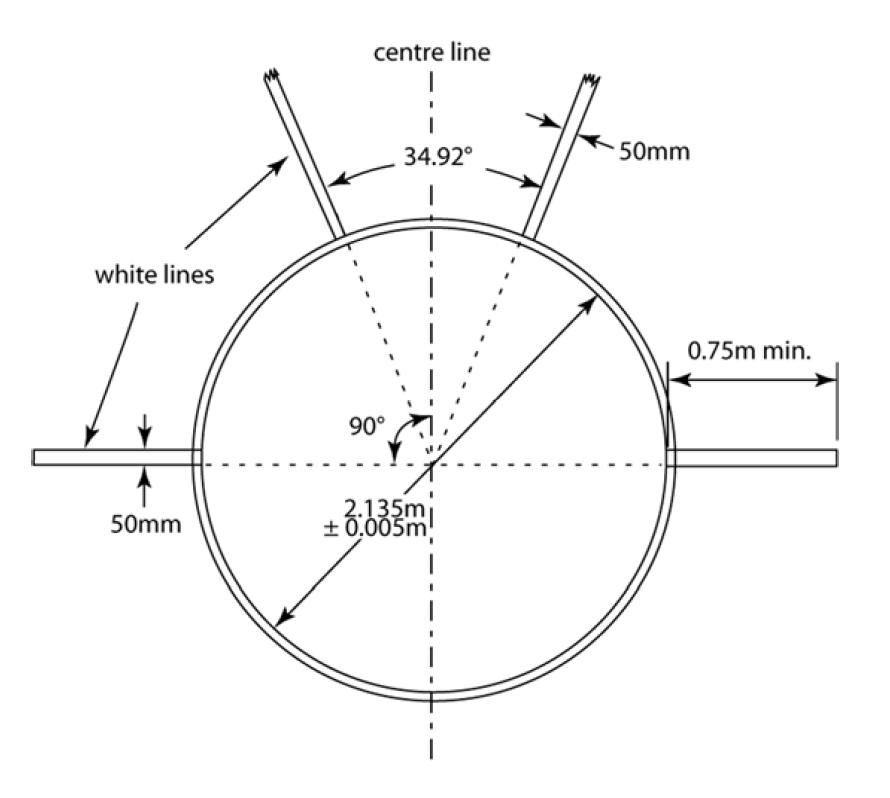 centre line
34.92°
50mm
white lines
0.75m min.
90°
2.135m
± 0.005m
50mm